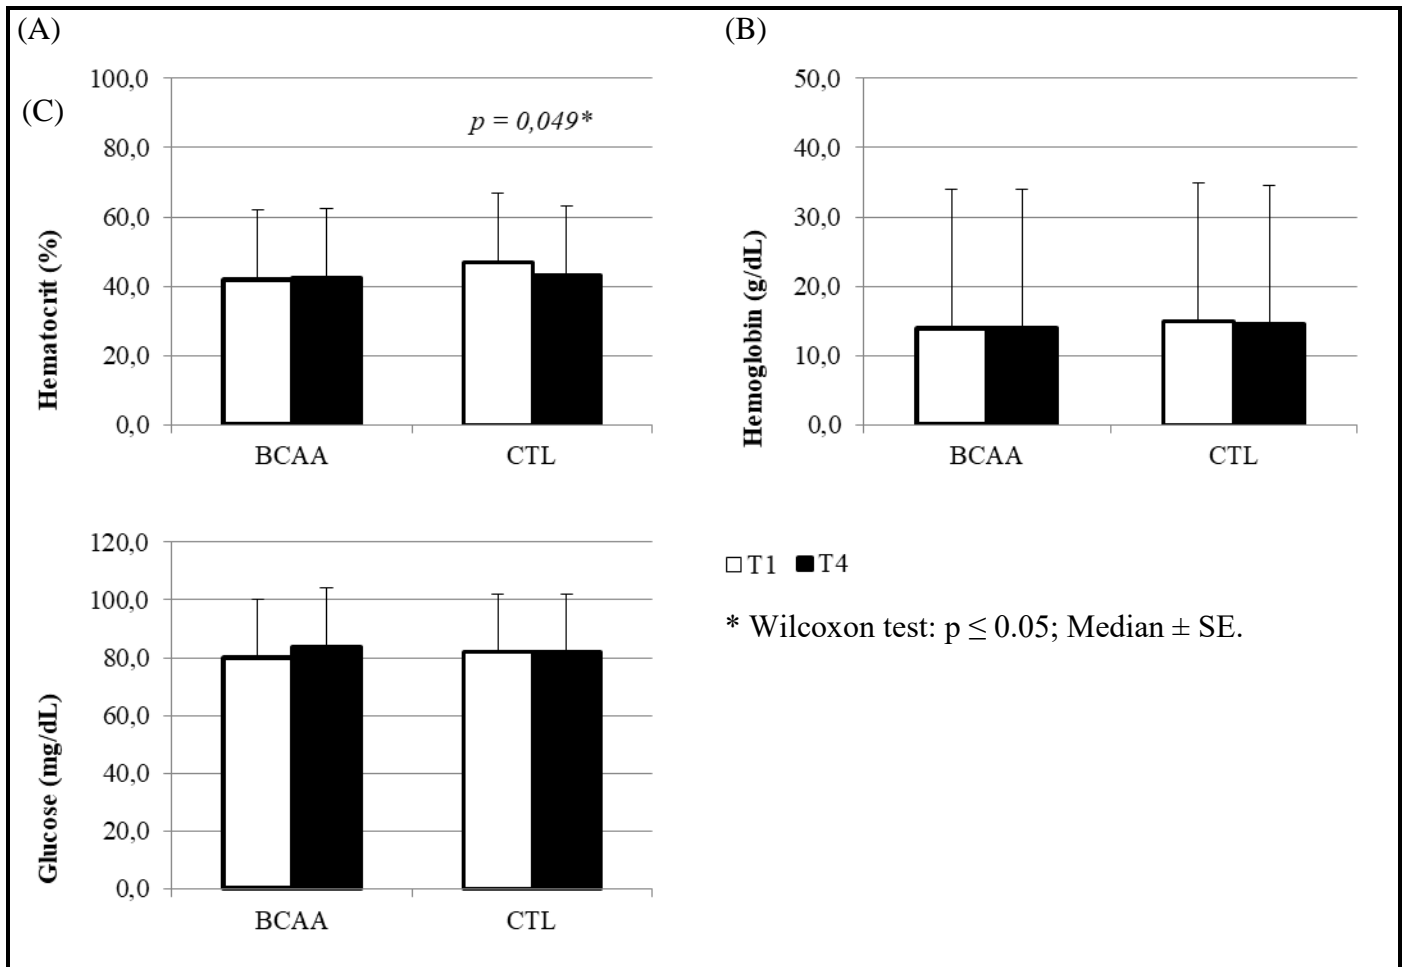 (A)
(B)
(C)
100,0
80,0
60,0
40,0
20,0
0,0
Hematocrit (%)
p = 0,049*
BCAA CTL
50,0
40,0
30,0
20,0
10,0
0,0
Hemoglobin (g/dL)
BCAA CTL
120,0
100,0
80,0
60,0
40,0
20,0
0,0
Glucose (mg/dL)
BCAA CTL
T1 T4
* Wilcoxon test: p ≤ 0.05; Median ± SE.